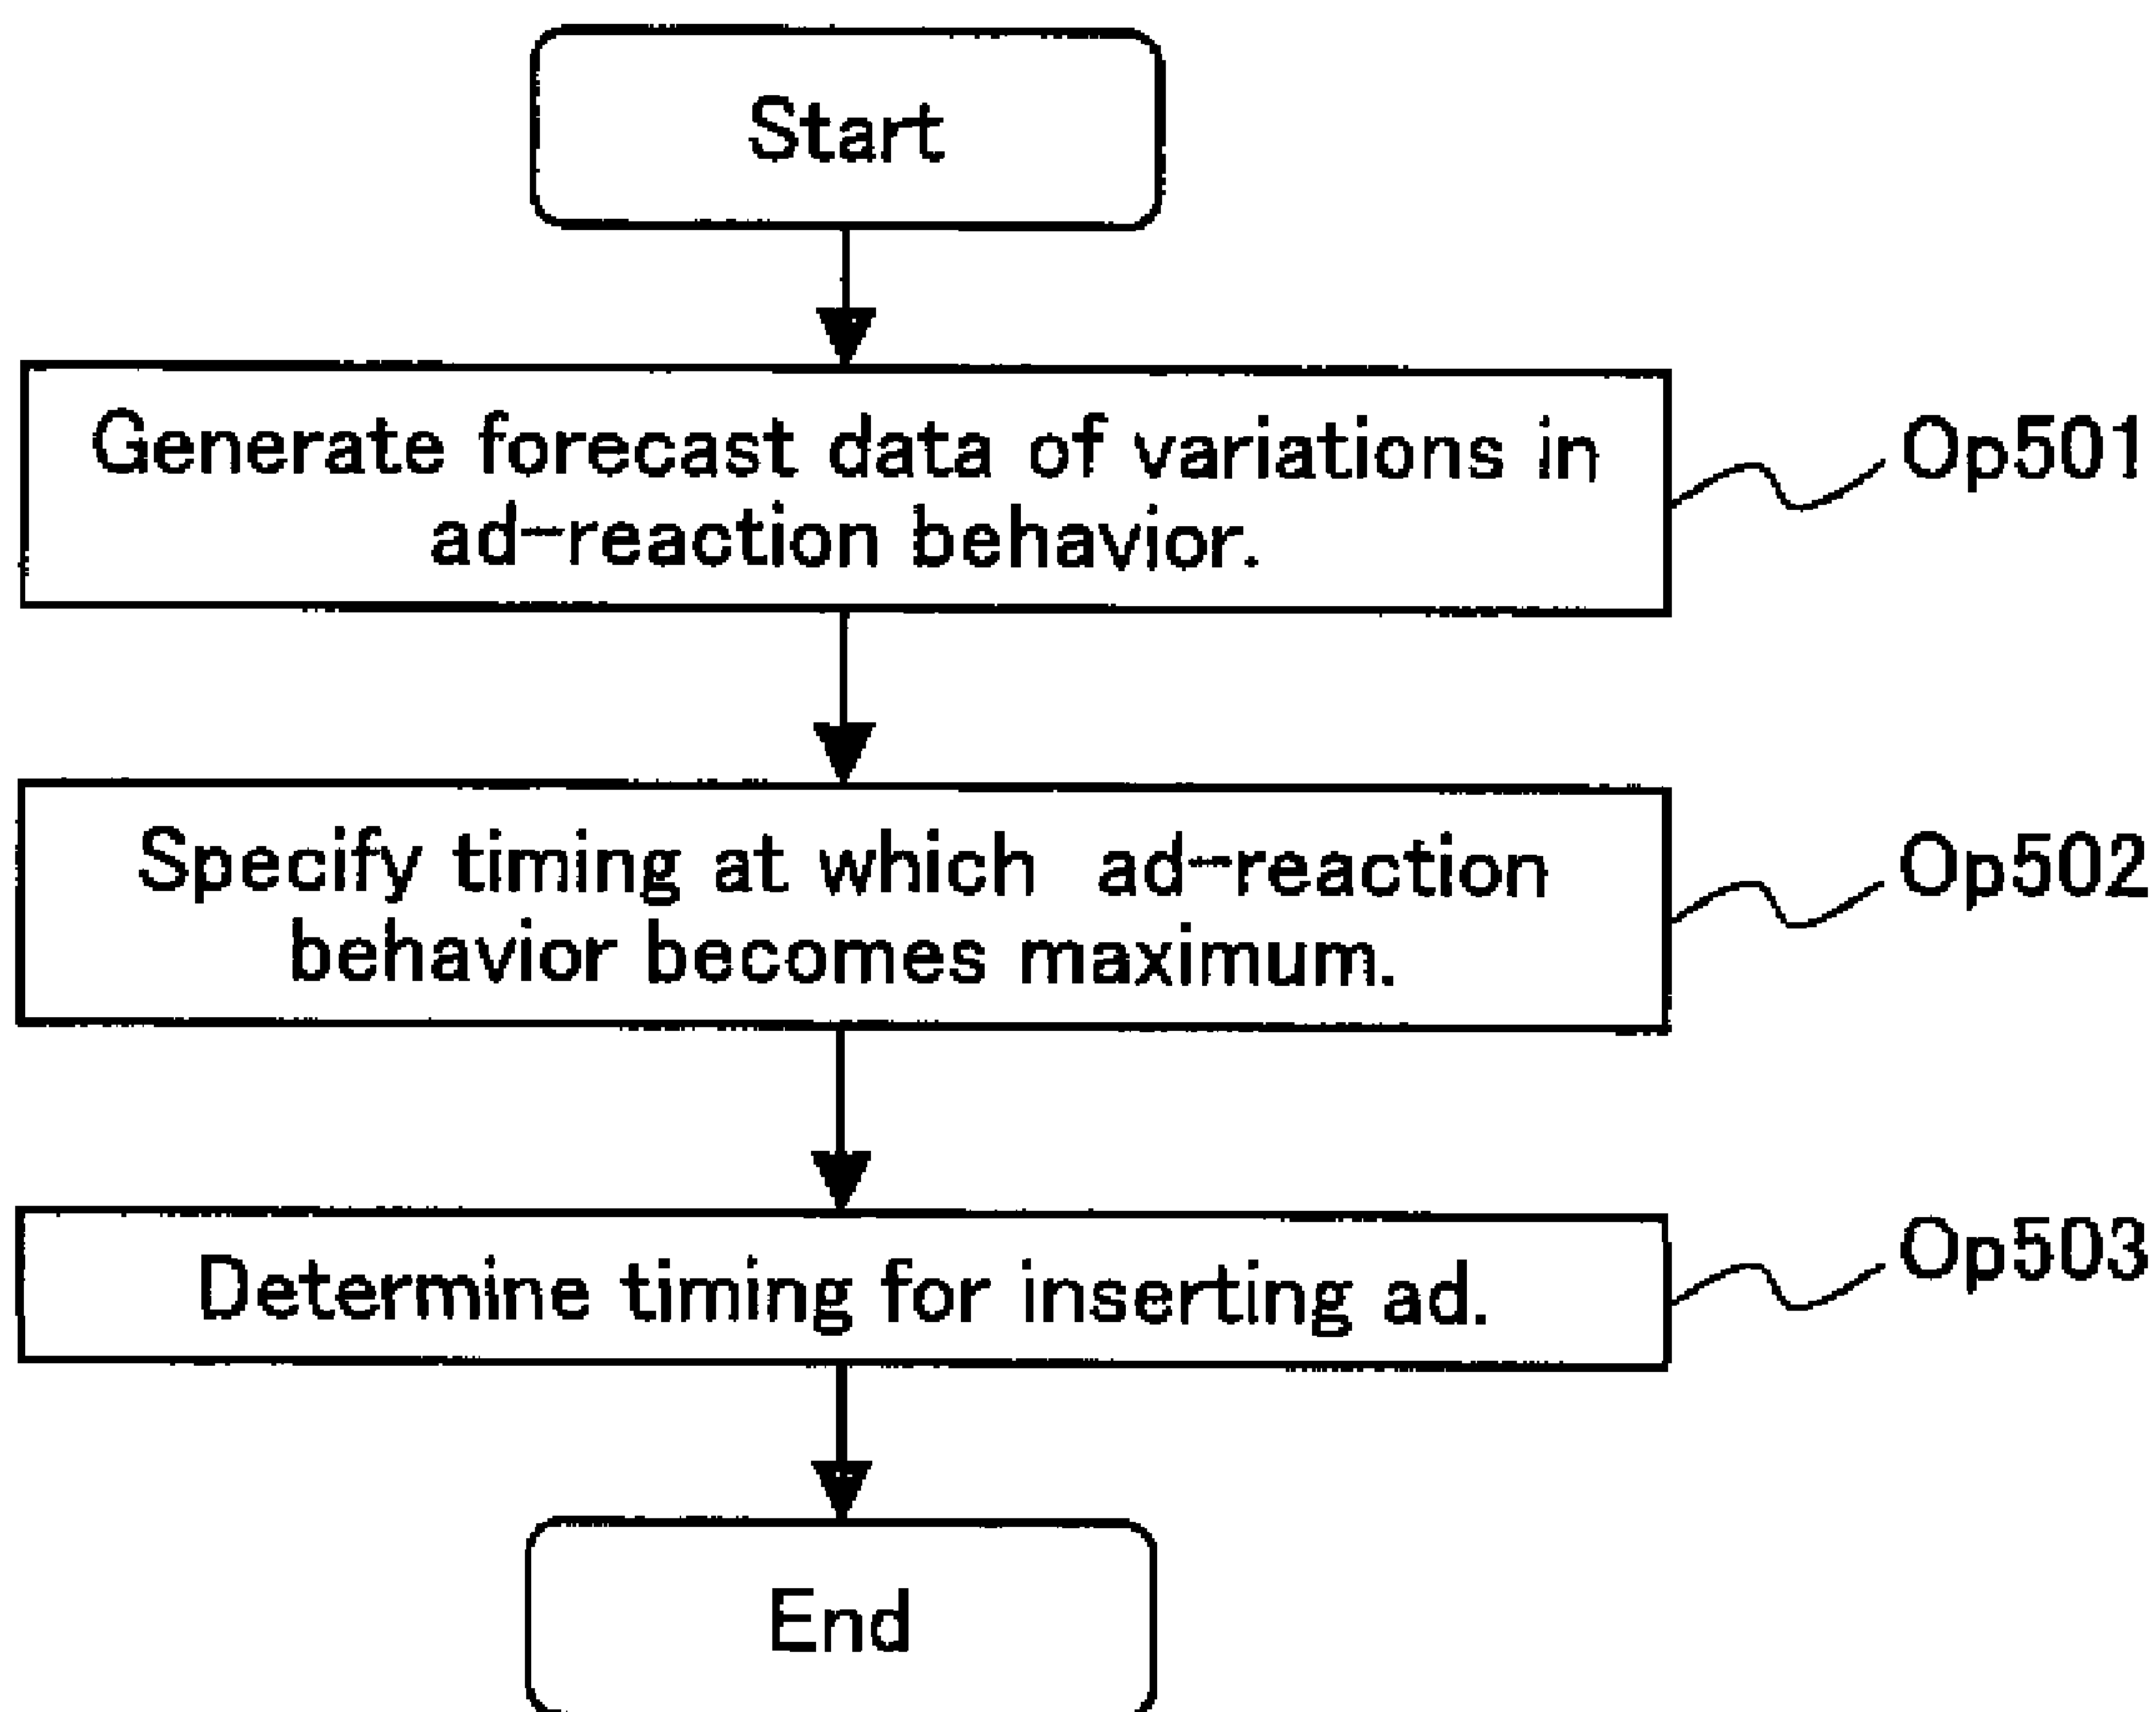 Start
Generate forecast data of variations in
ad-reaction behavior.
Op501
Specify timing at which ad-reaction
behavior becomes maximum.
Op502
Determine timing for inserting ad.
Op503
End